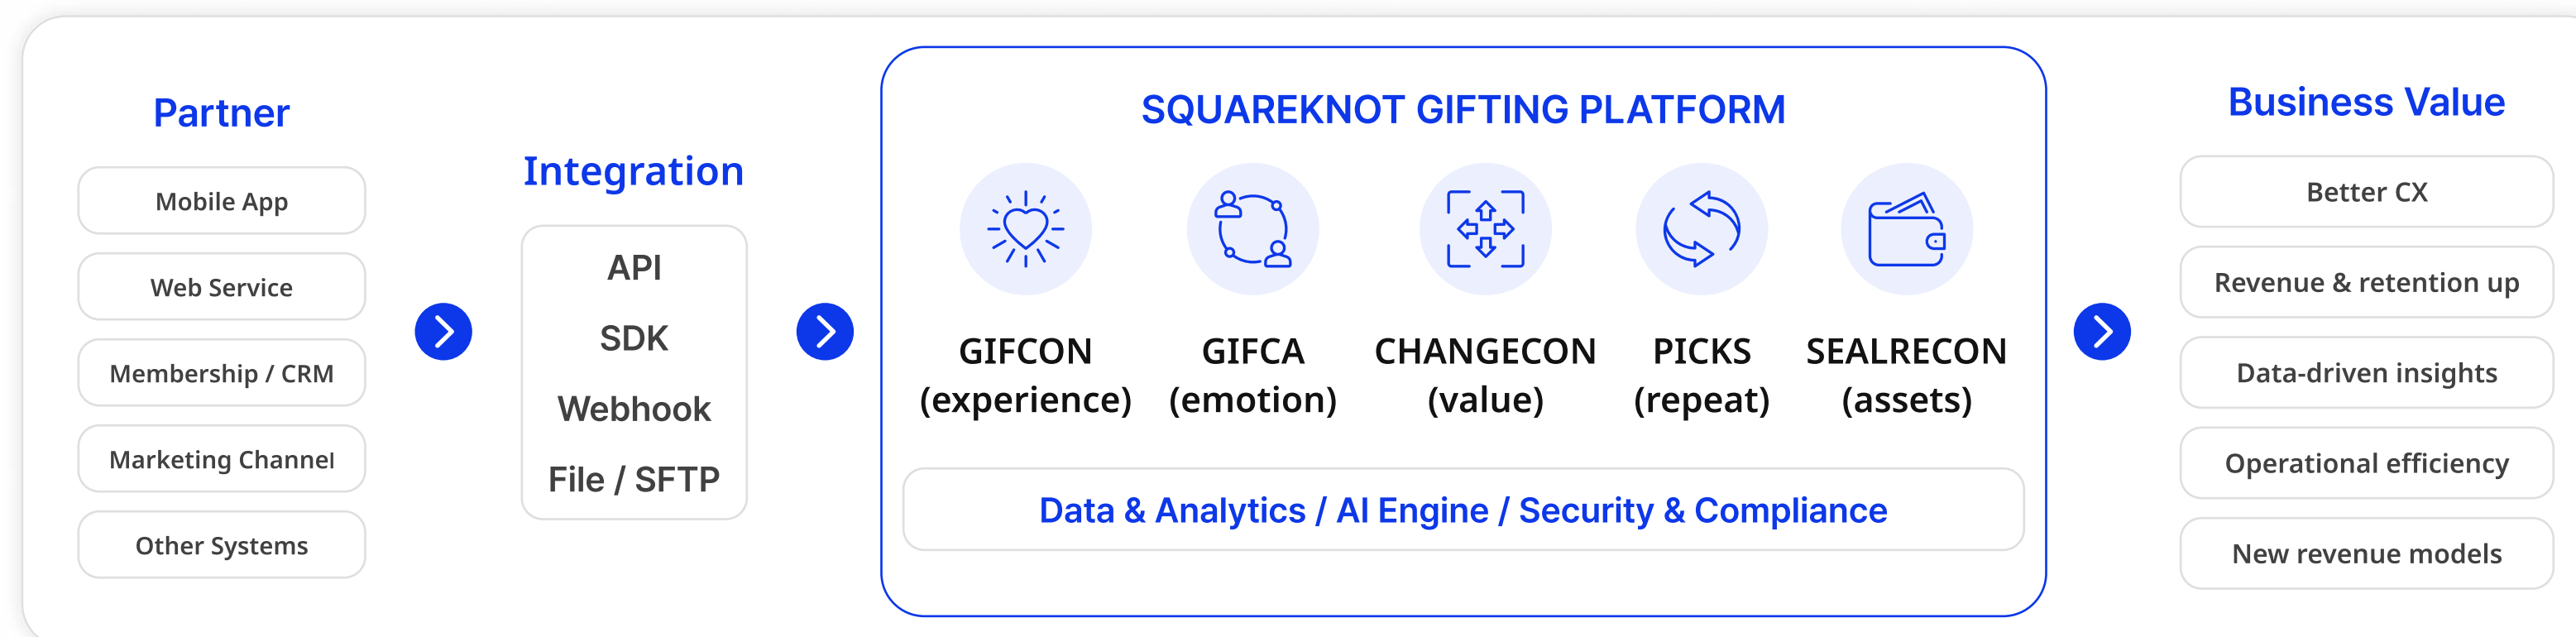 Partner
Mobile App
Web Service
Membership / CRM
Marketing Channel
Other Systems
Integration
API
SDK
Webhook
File / SFTP
SQUAREKNOT GIFTING PLATFORM
GIFCON
(experience)
GIFCA
(emotion)
CHANGECON
(value)
PICKS
(repeat)
SEALRECON
(assets)
Data & Analytics / AI Engine / Security & Compliance
Business Value
Better CX
Revenue & retention up
Data-driven insights
Operational efficiency
New revenue models